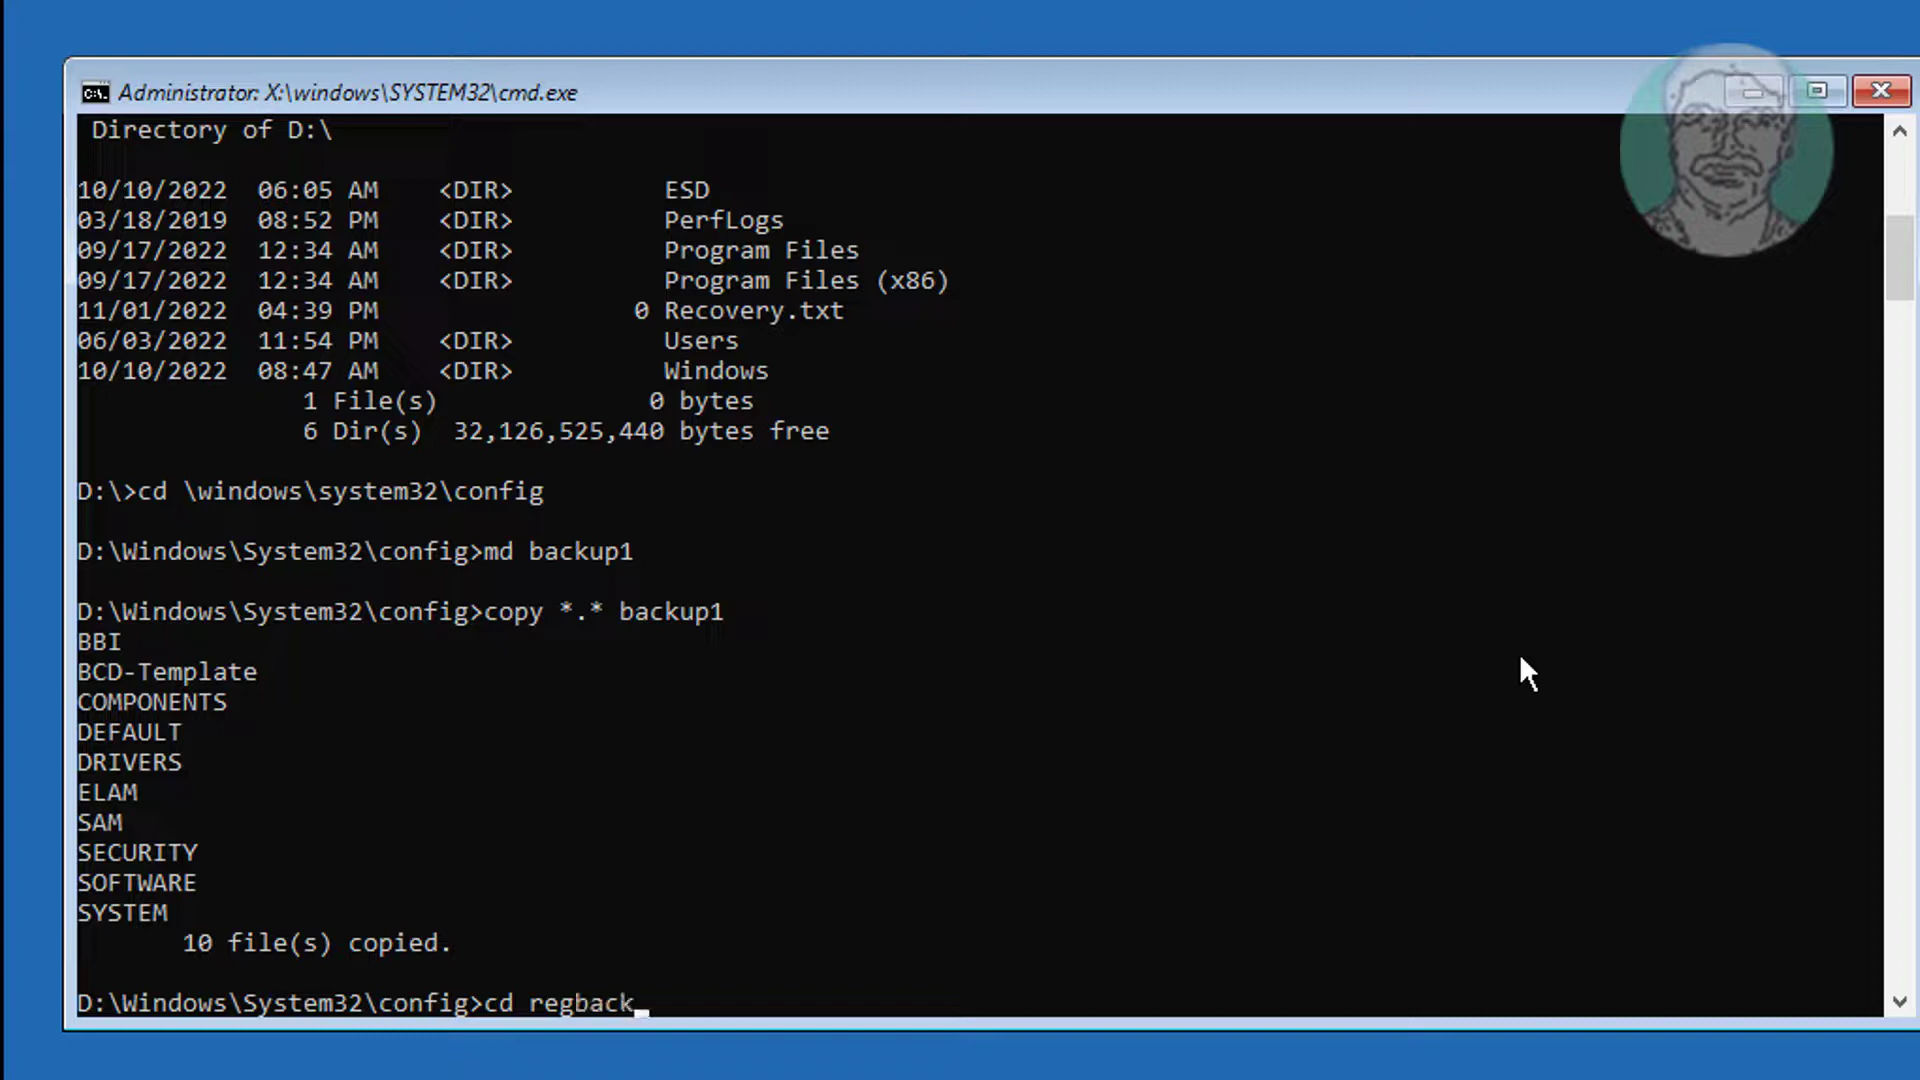 Administrator: X:\windows\SYSTEM32\cmd.exe
Directory of D:\
10/10/2022  06:05 AM    <DIR>          ESD
03/18/2019  08:52 PM    <DIR>          PerfLogs
09/17/2022  12:34 AM    <DIR>          Program Files
09/17/2022  12:34 AM    <DIR>          Program Files (x86)
11/01/2022  04:39 PM                 0 Recovery.txt
06/03/2022  11:54 PM    <DIR>          Users
10/10/2022  08:47 AM    <DIR>          Windows
1 File(s)              0 bytes
6 Dir(s)  32,126,525,440 bytes free
D:\>cd \windows\system32\config
D:\Windows\System32\config>md backup1
D:\Windows\System32\config>copy *.* backup1
BBI
BCD-Template
COMPONENTS
DEFAULT
DRIVERS
ELAM
SAM
SECURITY
SOFTWARE
SYSTEM
10 file(s) copied.
D:\Windows\System32\config>cd regback